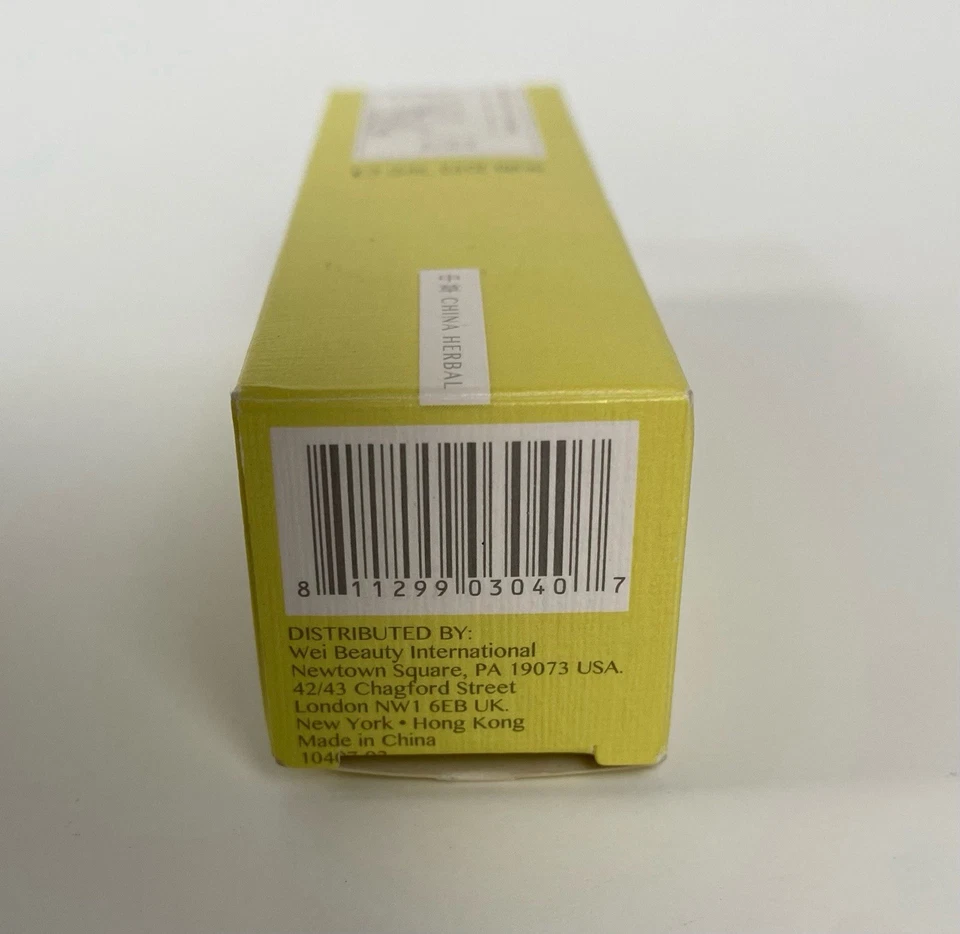 CHINA HERBAL
8 11299 03040 7
DISTRIBUTED BY:
Wei Beauty International
Newtown Square, PA 19073 USA.
42/43 Chagford Street
London NW1 6EB UK.
New York • Hong Kong
Made in China